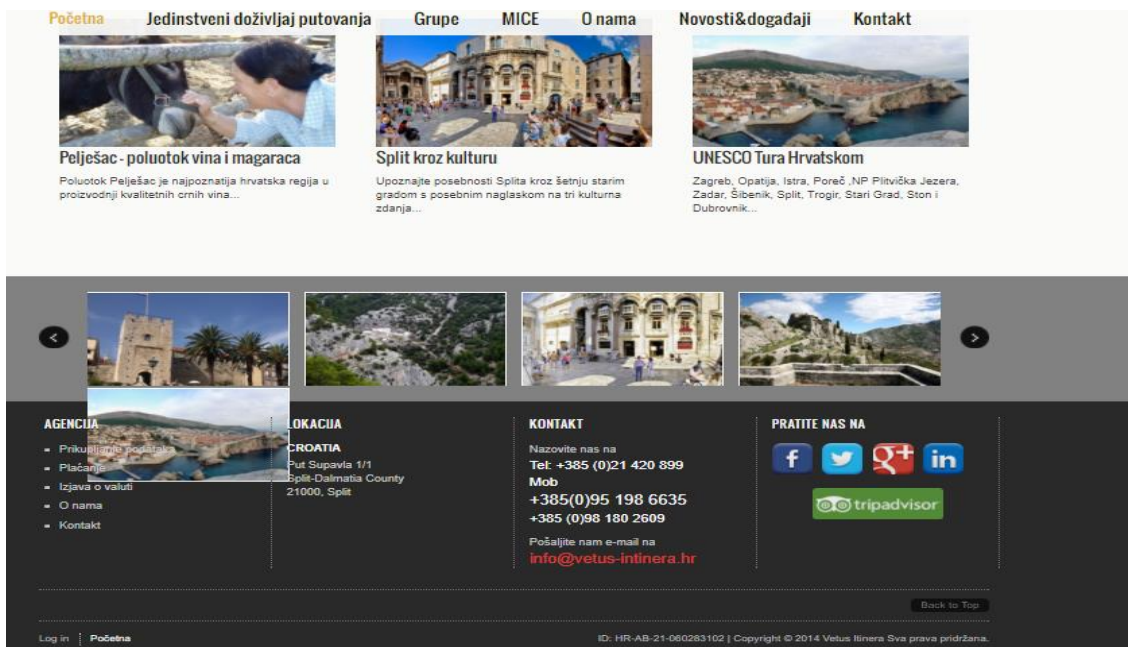 Početna Jedinstveni doživljaj putovanja Grupe MICE O nama Novosti&događaji Kontakt
Pelješac - poluotok vina i magaraca
Poluotok Pelješac je najpoznatija hrvatska regija u
proizvodnji kvalitetnih crnih vina...
Split kroz kulturu
Upoznajte posebnosti Splita kroz šetnju starim
gradom s posebnim naglaskom na tri kulturna
zdanja...
UNESCO Tura Hrvatskom
Zagreb, Opatija, Istra, Poreč ,NP Plitvička Jezera,
Zadar, Šibenik, Split, Trogir, Stari Grad, Ston i
Dubrovnik...
AGENCIJA
Prikupljanje podataka
Plaćanje
Izjava o valuti
O nama
Kontakt
LOKACIJA
CROATIA
Put Supavla 1/1
Split-Dalmatia County
21000, Split
KONTAKT
Nazovite nas na
Tel: +385 (0)21 420 899
Mob
+385(0)95 198 6635
+385 (0)98 180 2609
Pošaljite nam e-mail na
info@vetus-intinera.hr
PRATITE NAS NA
f
g+
in
tripadvisor
Back to Top
Log in Početna
ID: HR-AB-21-060283102 | Copyright © 2014 Vetus Itinera Sva prava pridržana.